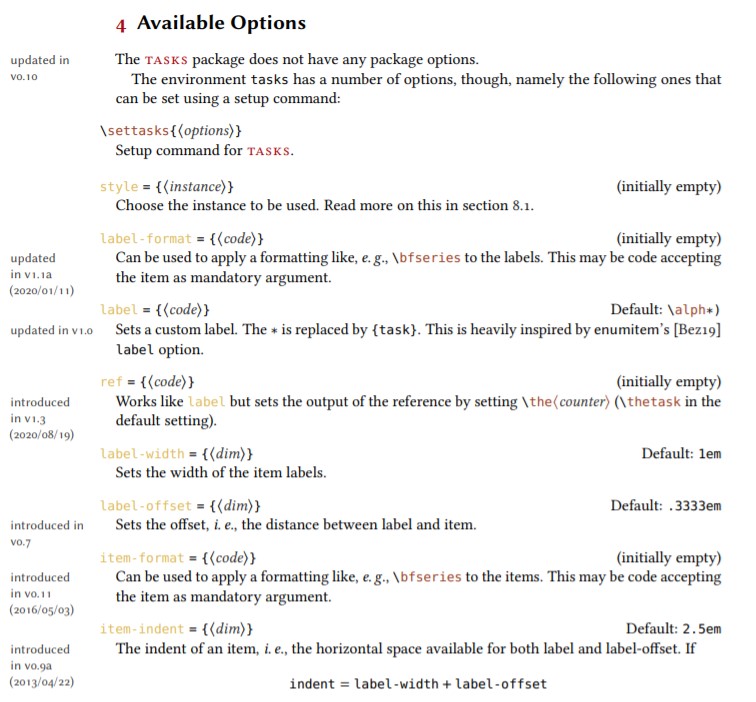 4 Available Options
updated in
v0.10
The TASKS package does not have any package options.
The environment tasks has a number of options, though, namely the following ones that
can be set using a setup command:
\settasks{⟨options⟩}
Setup command for TASKS.
style = {⟨instance⟩} (initially empty)
Choose the instance to be used. Read more on this in section 8.1.
label-format = {⟨code⟩} (initially empty)
updated
in v1.1a
(2020/01/11)
Can be used to apply a formatting like, e. g., \bfseries to the labels. This may be code accepting
the item as mandatory argument.
label = {⟨code⟩} Default: \alph*)
updated in v1.0
Sets a custom label. The * is replaced by {task}. This is heavily inspired by enumitem's [Bez19]
label option.
ref = {⟨code⟩} (initially empty)
introduced
in v1.3
(2020/08/19)
Works like label but sets the output of the reference by setting \the⟨counter⟩ (\thetask in the
default setting).
label-width = {⟨dim⟩} Default: 1em
Sets the width of the item labels.
label-offset = {⟨dim⟩} Default: .3333em
introduced in
v0.7
Sets the offset, i. e., the distance between label and item.
item-format = {⟨code⟩} (initially empty)
introduced
in v0.11
(2016/05/03)
Can be used to apply a formatting like, e. g., \bfseries to the items. This may be code accepting
the item as mandatory argument.
item-indent = {⟨dim⟩} Default: 2.5em
introduced
in v0.9a
(2013/04/22)
The indent of an item, i. e., the horizontal space available for both label and label-offset. If
indent = label-width + label-offset